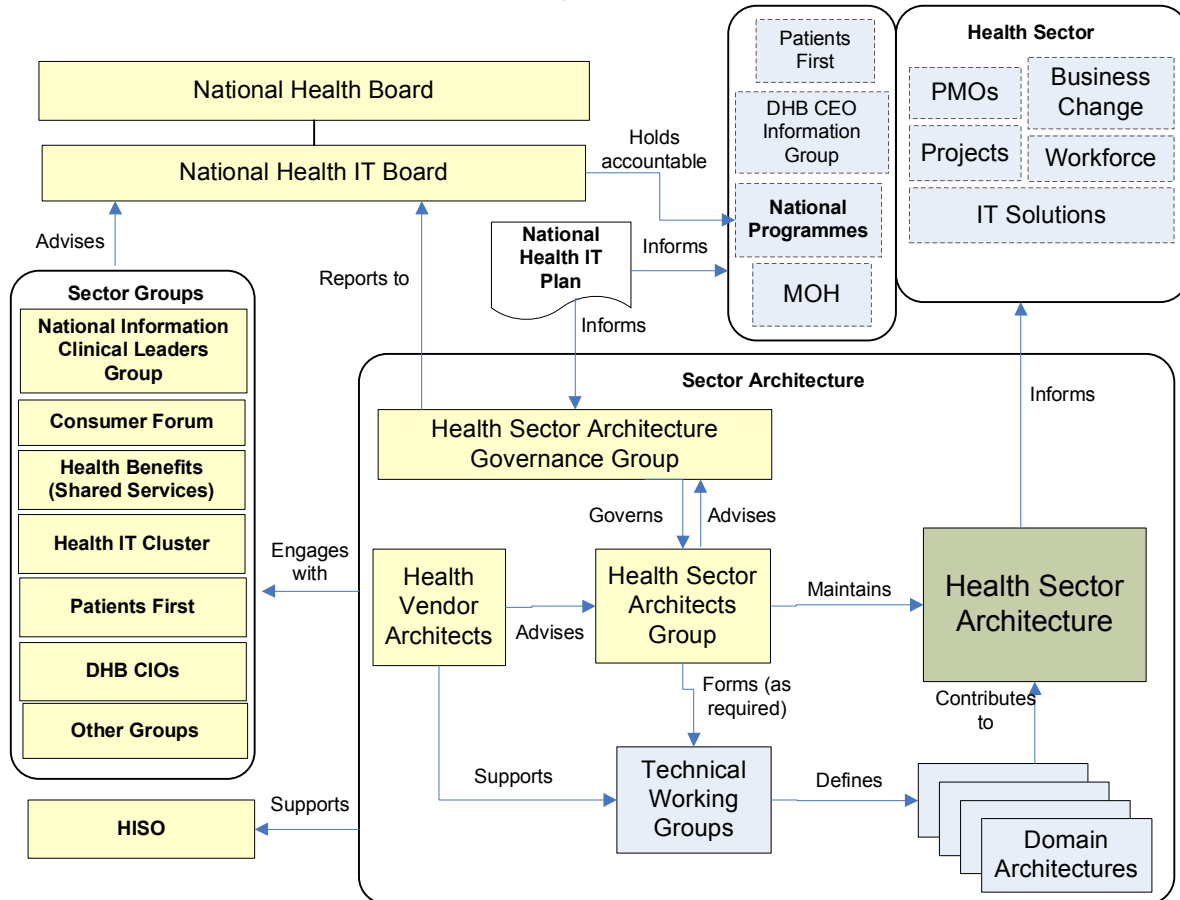 Patients
First
DHB CEO
Information
Group
National
Programmes
MOH
Health Sector
PMOs
Business
Change
Projects
Workforce
IT Solutions
National Health Board
National Health IT Board
Holds
accountable
Advises
Reports to
National
Health IT
Plan
Informs
Informs
Informs
Sector Groups
National Information
Clinical Leaders
Group
Consumer Forum
Health Benefits
(Shared Services)
Health IT Cluster
Patients First
DHB CIOs
Other Groups
Engages
with
HISO
Supports
Sector Architecture
Health Sector Architecture
Governance Group
Governs
Advises
Health
Vendor
Architects
Advises
Health Sector
Architects
Group
Maintains
Health Sector
Architecture
Forms (as
required)
Contributes
to
Supports
Technical
Working
Groups
Defines
Domain
Architectures